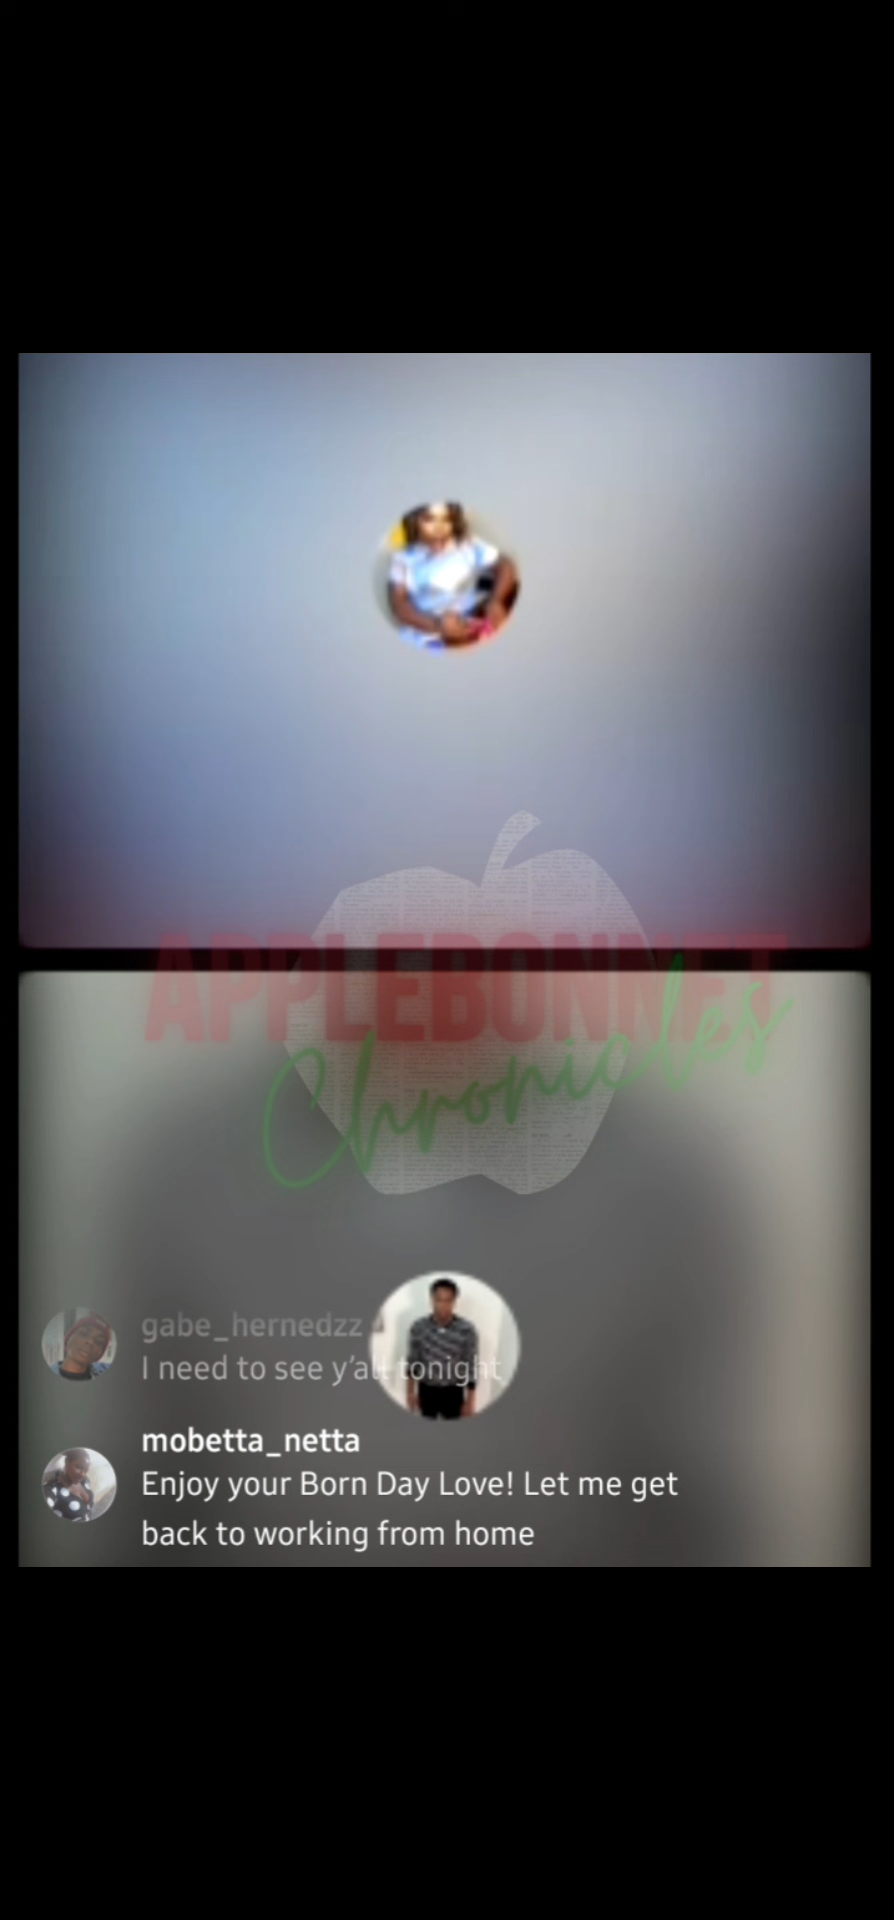 APPLEBONNET
Chronicles
gabe_hernedzz
I need to see y'all tonight
mobetta_netta
Enjoy your Born Day Love! Let me get
back to working from home